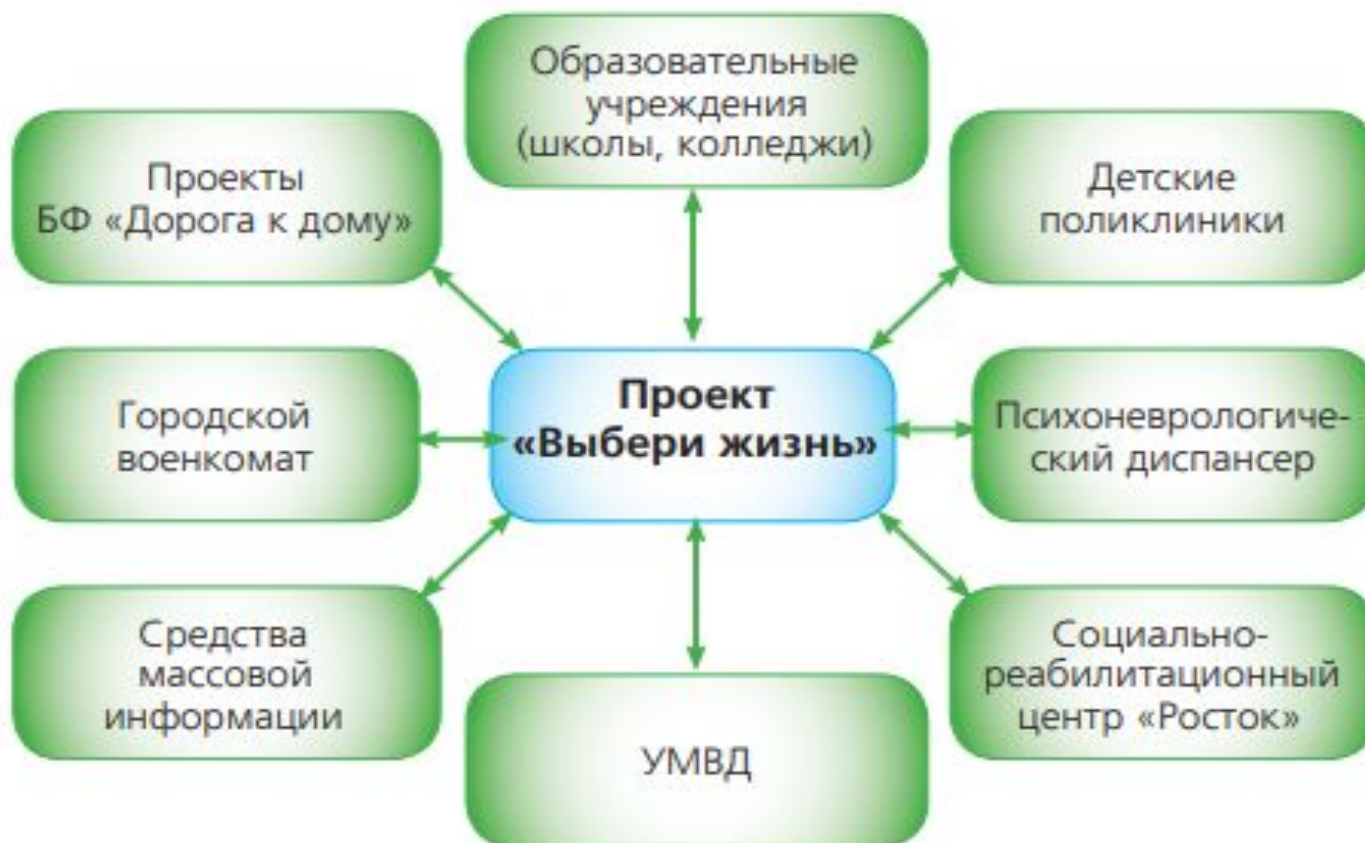 Образовательные
учреждения
(школы, колледжи)
Проекты
БФ «Дорога к дому»
Детские
поликлиники
Городской
военкомат
Проект
«Выбери жизнь»
Психоневрологиче-
ский диспансер
Средства
массовой
информации
УМВД
Социально-
реабилитационный
центр «Росток»